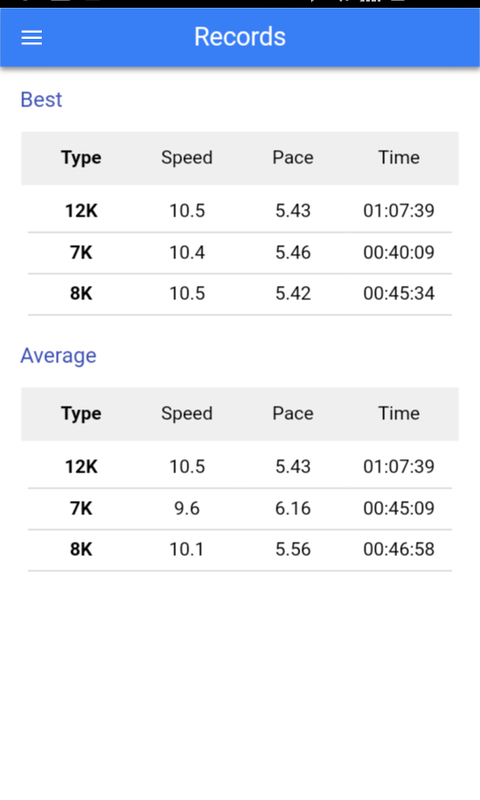 Records
Best
Type Speed Pace Time
12K 10.5 5.43 01:07:39
7K 10.4 5.46 00:40:09
8K 10.5 5.42 00:45:34
Average
Type Speed Pace Time
12K 10.5 5.43 01:07:39
7K 9.6 6.16 00:45:09
8K 10.1 5.56 00:46:58